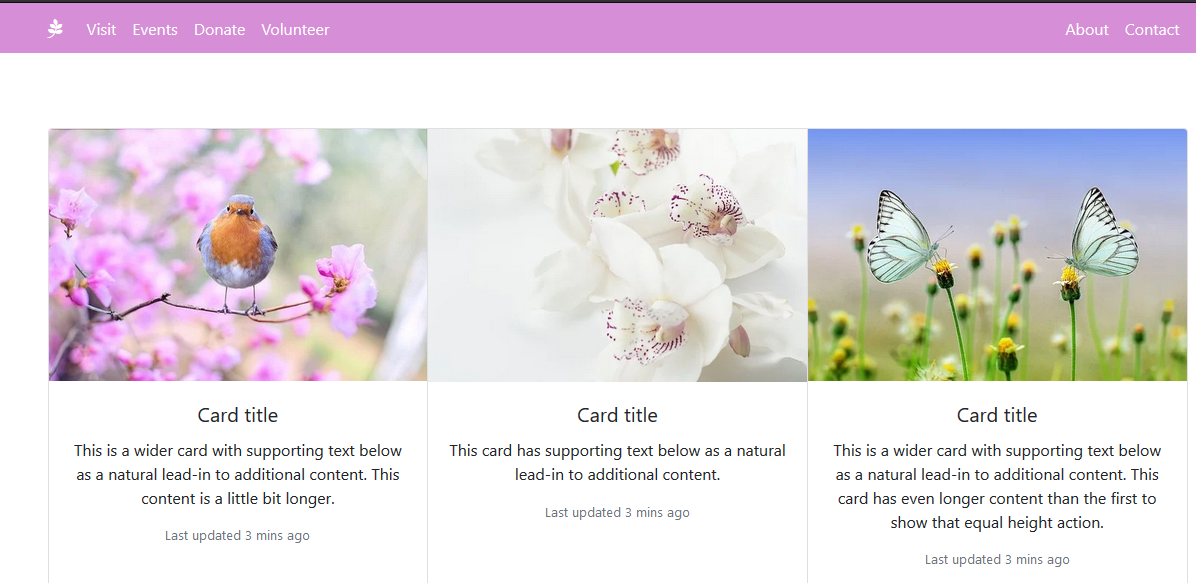 Visit Events Donate Volunteer About Contact
Card title
This is a wider card with supporting text below
as a natural lead-in to additional content. This
content is a little bit longer.
Last updated 3 mins ago
Card title
This card has supporting text below as a natural
lead-in to additional content.
Last updated 3 mins ago
Card title
This is a wider card with supporting text below
as a natural lead-in to additional content. This
card has even longer content than the first to
show that equal height action.
Last updated 3 mins ago